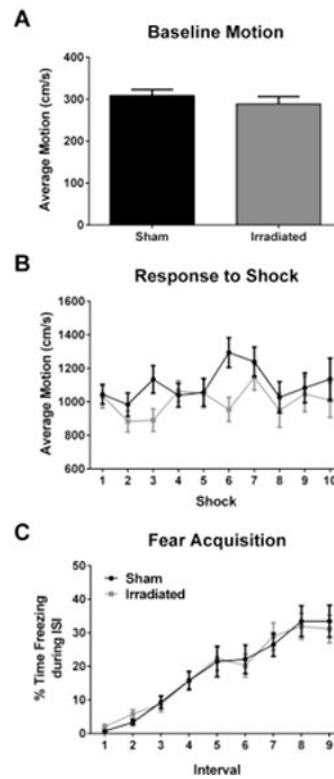 A
Baseline Motion
Average Motion (cm/s)
400
300
200
100
0
Sham
Irradiated
B
Response to Shock
Average Motion (cm/s)
1600
1400
1200
1000
800
600
1 2 3 4 5 6 7 8 9 10
Shock
C
Fear Acquisition
% Time Freezing
during ISI
50
40
30
20
10
0
Sham
Irradiated
1 2 3 4 5 6 7 8 9
Interval